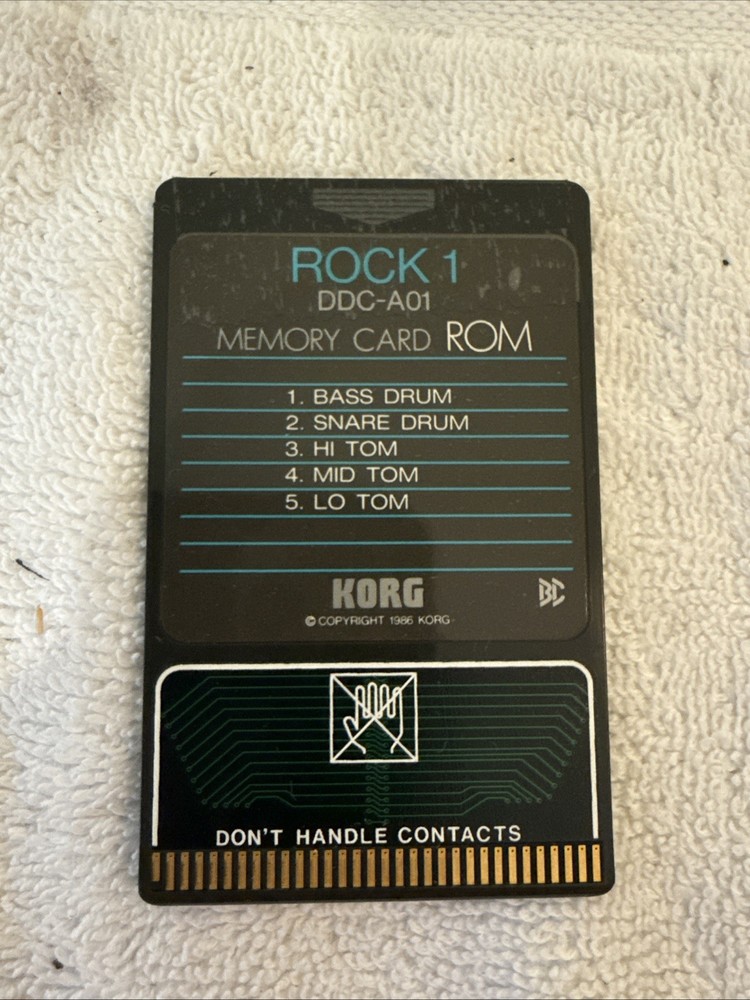 ROCK 1
DDC-A01
MEMORY CARD ROM
1. BASS DRUM
2. SNARE DRUM
3. HI TOM
4. MID TOM
5. LO TOM
KORG
BC
© COPYRIGHT 1986 KORG
DON'T HANDLE CONTACTS